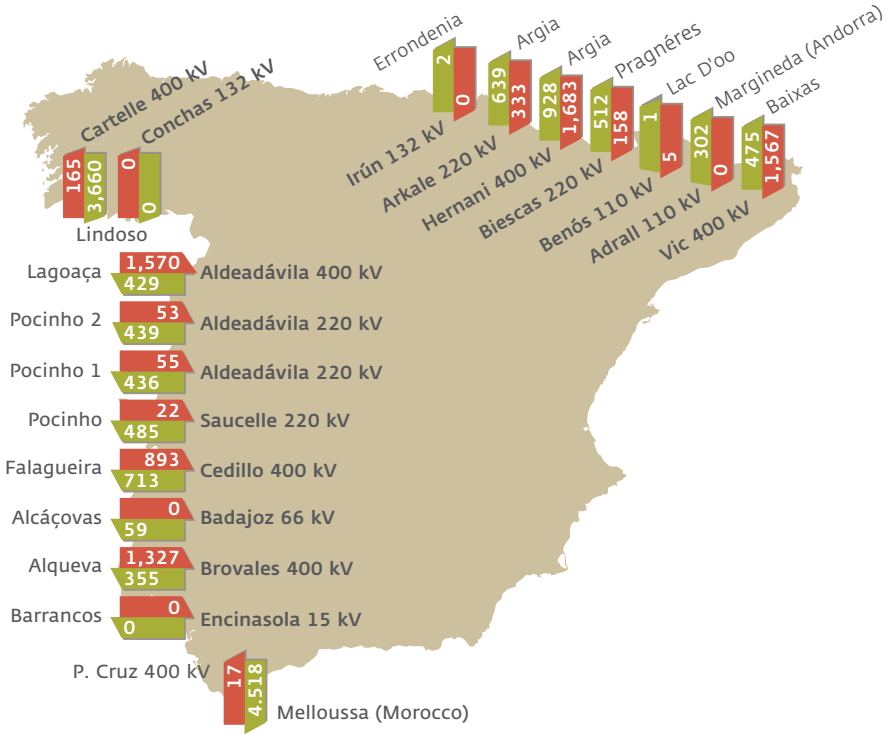 Errondenia
Argia
Argia
Pragnéres
Lac D'oo
Margineda (Andorra)
Baixas
2
0
639
333
928
1,683
512
158
1
5
302
0
475
1,567
Irún 132 kV
Arkale 220 kV
Hernani 400 kV
Biescas 220 kV
Benós 110 kV
Adrall 110 kV
Vic 400 kV
Cartelle 400 kV
Conchas 132 kV
165
3,660
0
0
Lindoso
Lagoaça
1,570
429
Aldeadávila 400 kV
Pocinho 2
53
439
Aldeadávila 220 kV
Pocinho 1
55
436
Aldeadávila 220 kV
Pocinho
22
485
Saucelle 220 kV
Falagueira
893
713
Cedillo 400 kV
Alcáçovas
0
59
Badajoz 66 kV
Alqueva
1,327
355
Brovales 400 kV
Barrancos
0
0
Encinasola 15 kV
P. Cruz 400 kV
17
4.518
Melloussa (Morocco)